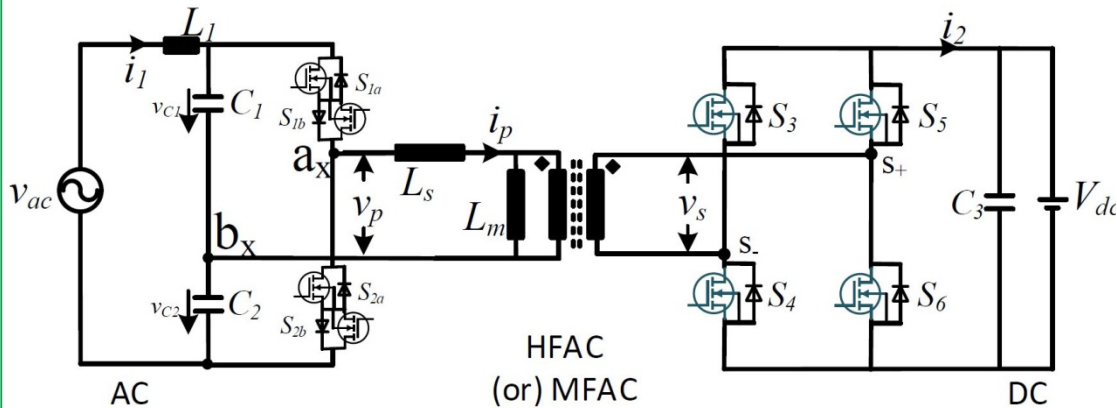 L1
i1
vC1
C1
S1a
S1b
vac
ax
Ls
ip
vp
Lm
bx
vC2
C2
S2a
S2b
AC
HFAC
(or) MFAC
vs
S3
S5
s+
s-
S4
S6
i2
C3
Vdc
DC